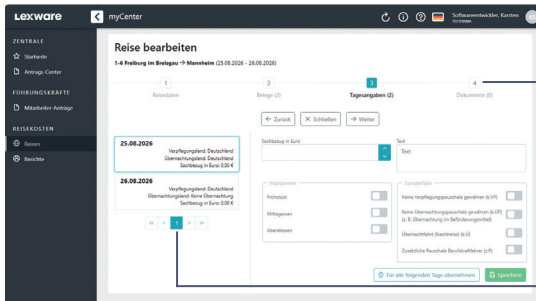 LEXWARE
myCenter
Softwareentwickler, Karsten
ZENTRALE
Startseite
Antrags-Center
FÜHRUNGSKRÄFTE
Mitarbeiter-Anträge
REISEKOSTEN
Reisen
Berichte
Reise bearbeiten
1-6 Freiburg im Breisgau → Mannheim (25.08.2026 - 26.08.2026)
1
2
3
4
Reisedaten
Belege (0)
Tagesangaben (2)
Dokumente (0)
← Zurück
× Schließen
→ Weiter
25.08.2026
Verpflegungsland: Deutschland
Übernachtungsland: Deutschland
Sachbezug in Euro: 0,00 €
26.08.2026
Verpflegungsland: Deutschland
Übernachtungsland: Keine Übernachtung
Sachbezug in Euro: 0,00 €
« < 1 > »
Sachbezug in Euro
Text
Text
Mahlzeiten
Frühstück
Mittagessen
Abendessen
Sonderfälle
Keine Verpflegungspauschale gewähren (k.VP)
Keine Übernachtungspauschale gewähren (k.ÜP)
(z. B. Übernachtung im Beförderungsmittel)
Übernachtfahrt (Nachtreise) (k.Ü)
Zusätzliche Pauschale Berufskraftfahrer (z.P)
Für alle folgenden Tage übernehmen
Speichern